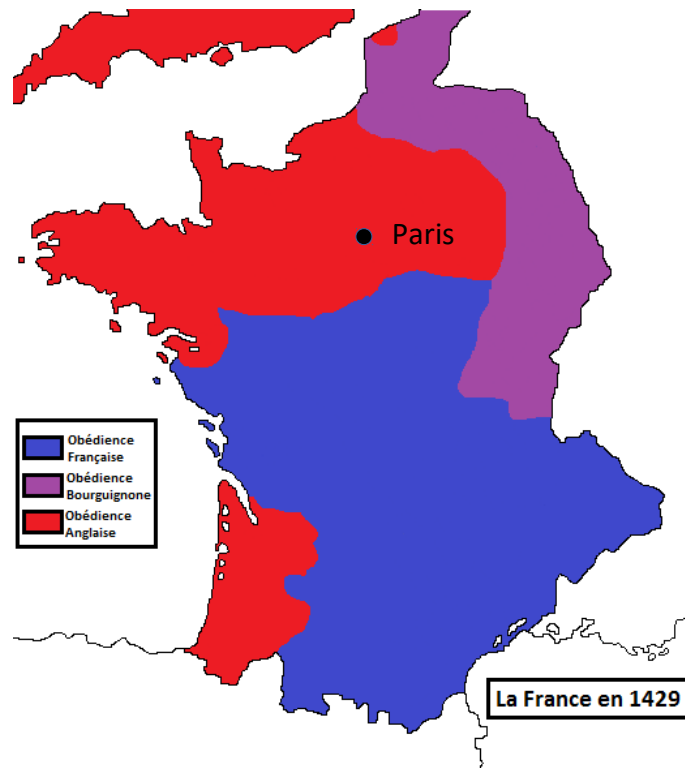 Paris
Obédience
Française
Obédience
Bourguignone
Obédience
Anglaise
La France en 1429